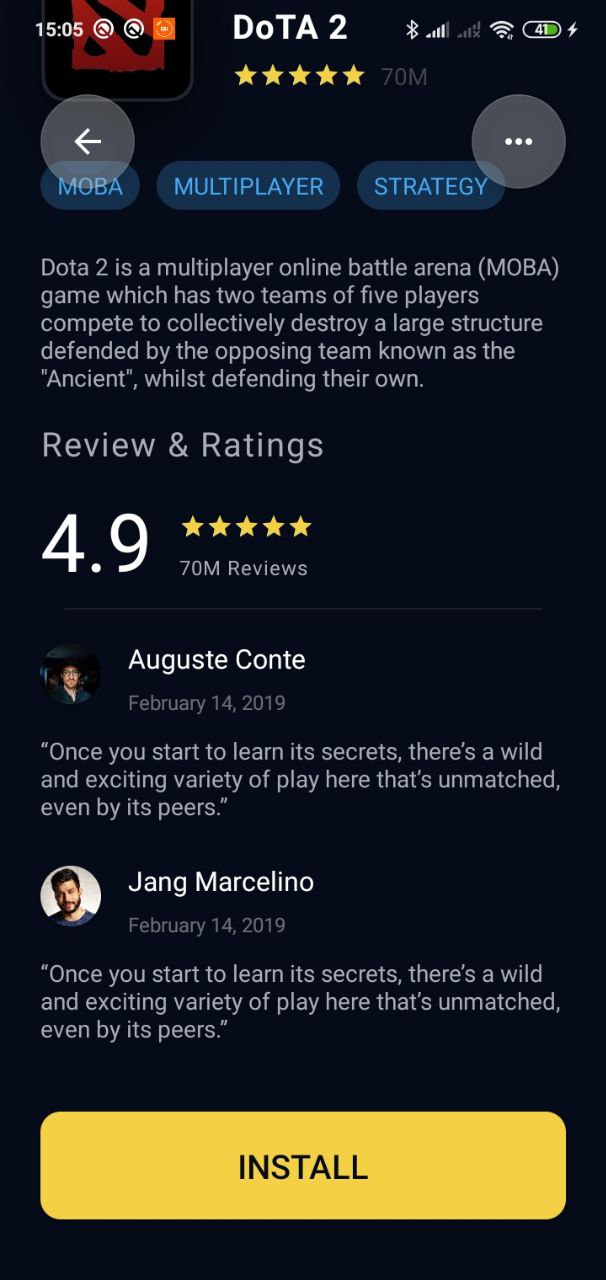 15:05
41
DoTA 2
70M
MOBA MULTIPLAYER STRATEGY
Dota 2 is a multiplayer online battle arena (MOBA)
game which has two teams of five players
compete to collectively destroy a large structure
defended by the opposing team known as the
"Ancient", whilst defending their own.
Review & Ratings
4.9
70M Reviews
Auguste Conte
February 14, 2019
“Once you start to learn its secrets, there’s a wild
and exciting variety of play here that’s unmatched,
even by its peers.”
Jang Marcelino
February 14, 2019
“Once you start to learn its secrets, there’s a wild
and exciting variety of play here that’s unmatched,
even by its peers.”
INSTALL